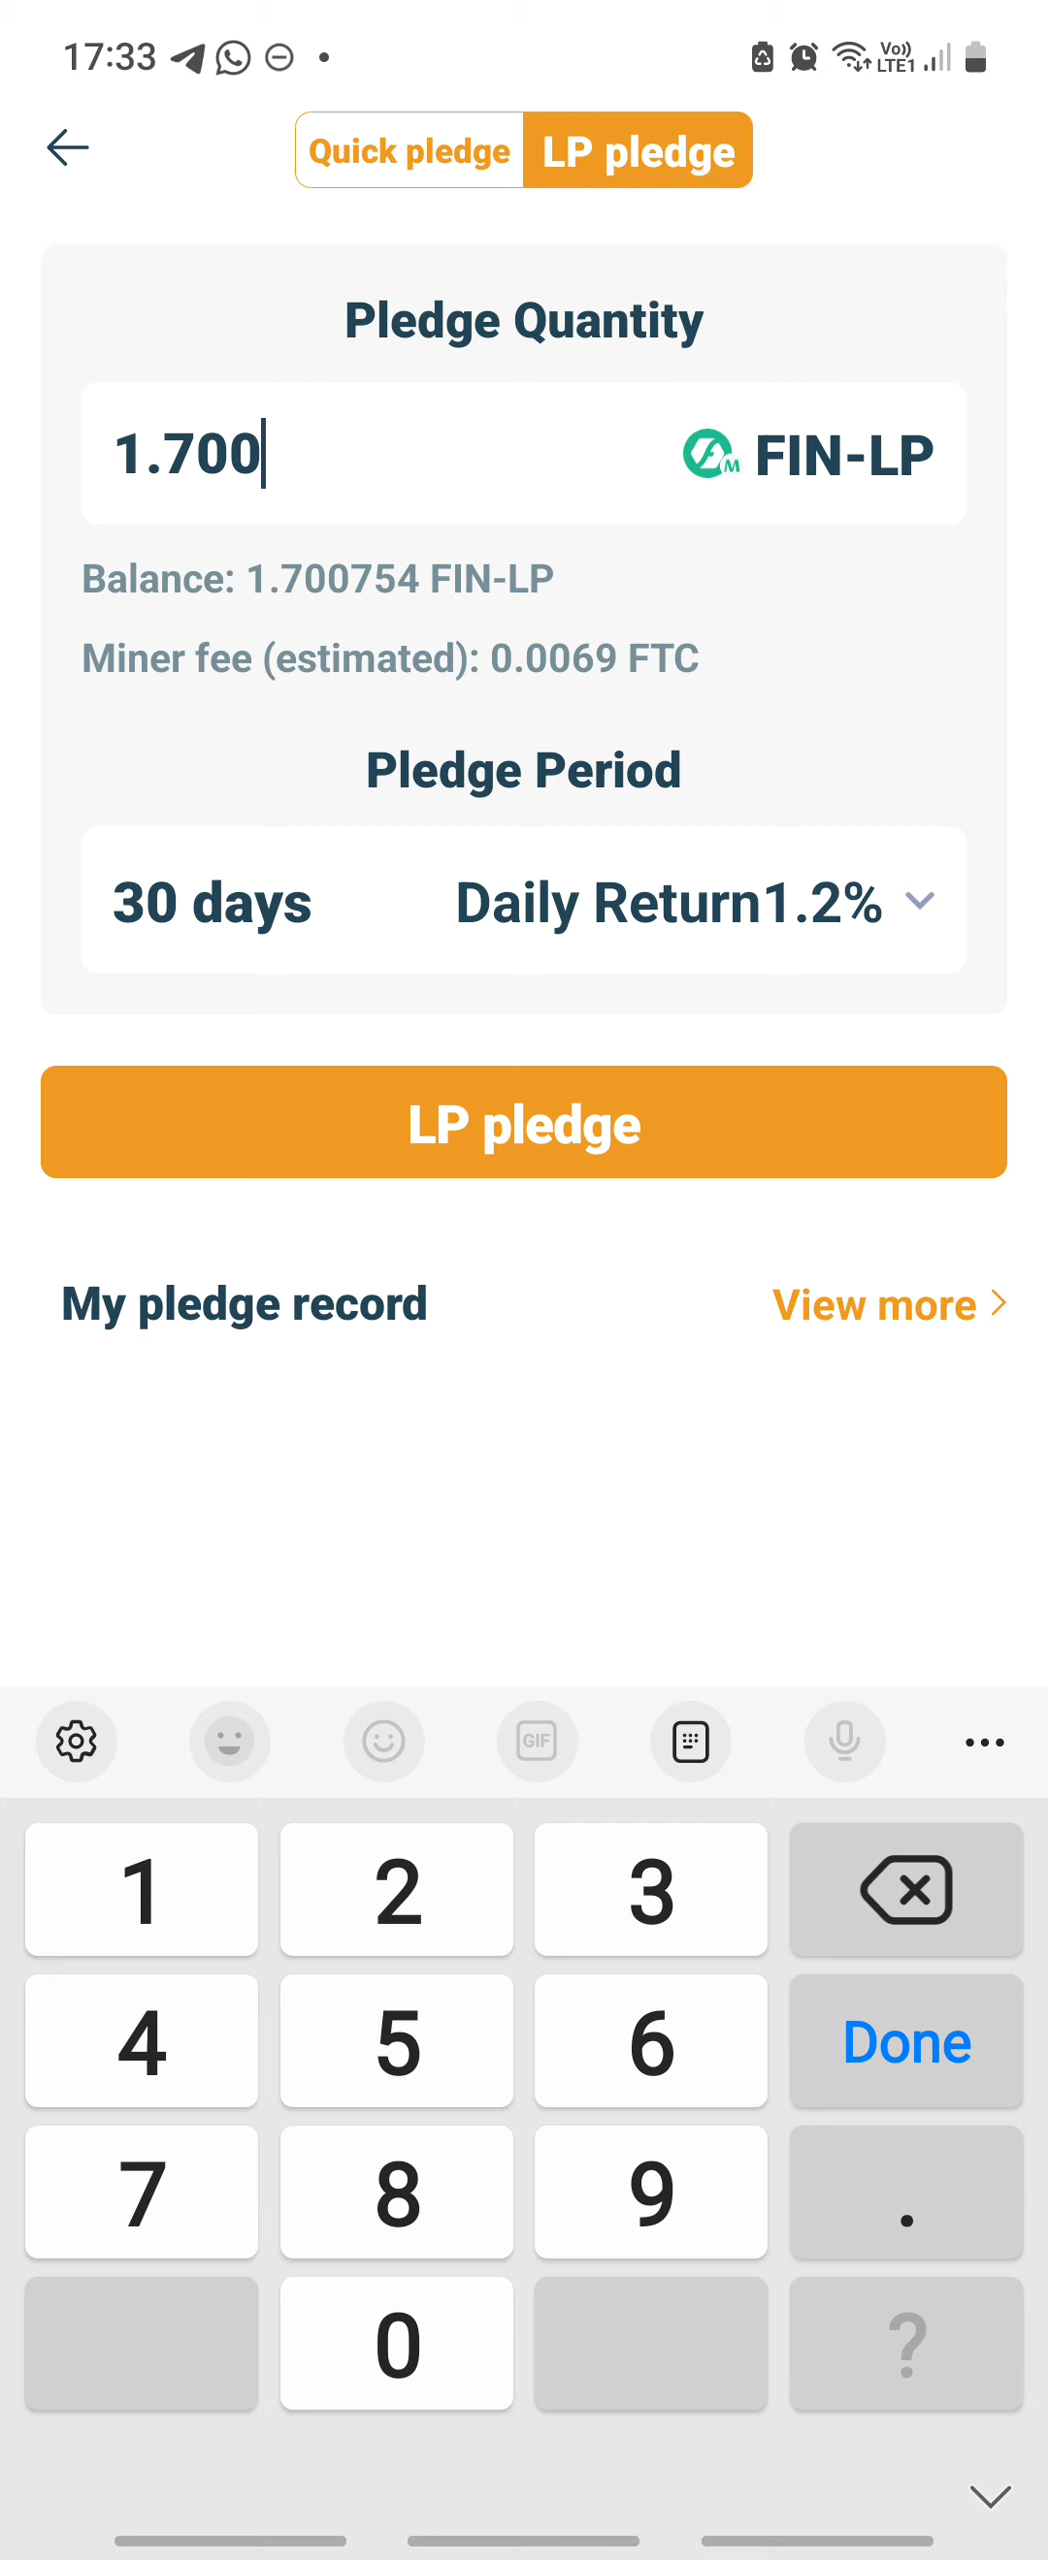 17:33
Vo))
LTE1
Quick pledge
LP pledge
Pledge Quantity
1.700
M
FIN-LP
Balance: 1.700754 FIN-LP
Miner fee (estimated): 0.0069 FTC
Pledge Period
30 days
Daily Return1.2%
LP pledge
My pledge record
View more
GIF
1
2
3
4
5
6
Done
7
8
9
.
0
?